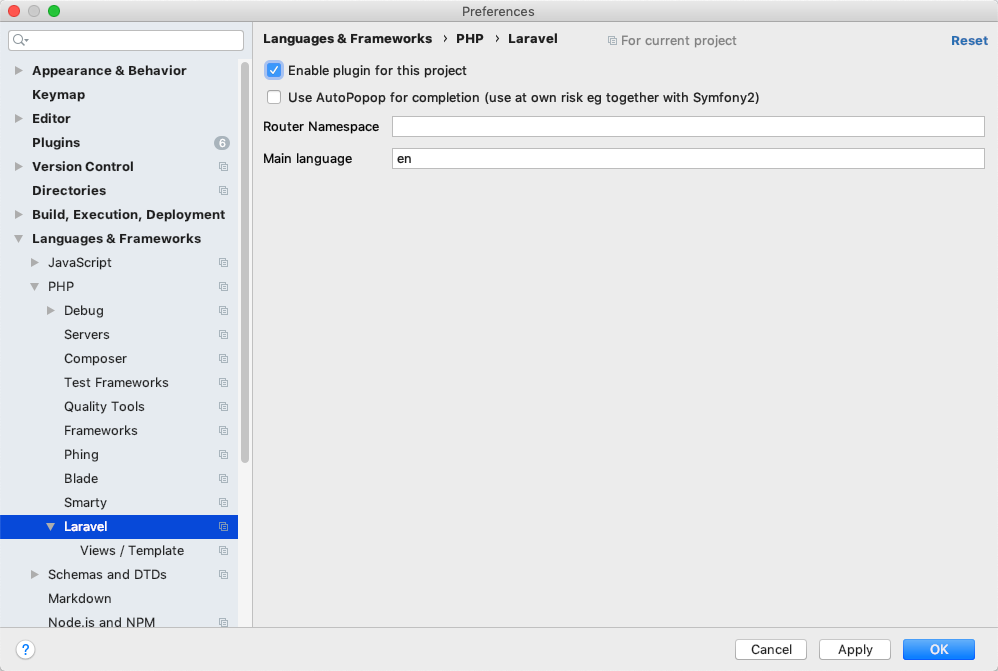 Preferences
Languages & Frameworks › PHP › Laravel
For current project
Reset
Appearance & Behavior
Keymap
Editor
Plugins 6
Version Control
Directories
Build, Execution, Deployment
Languages & Frameworks
JavaScript
PHP
Debug
Servers
Composer
Test Frameworks
Quality Tools
Frameworks
Phing
Blade
Smarty
Laravel
Views / Template
Schemas and DTDs
Markdown
Node.js and NPM
Enable plugin for this project
Use AutoPopop for completion (use at own risk eg together with Symfony2)
Router Namespace
Main language en
?
Cancel
Apply
OK